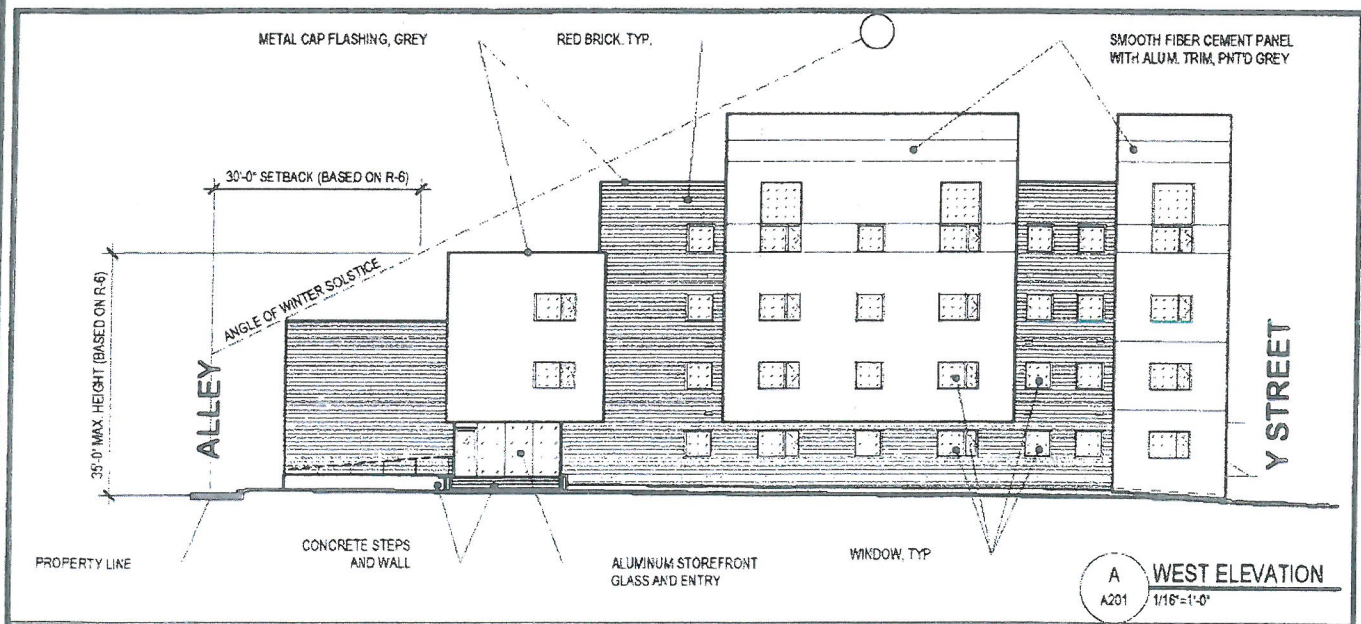 METAL CAP FLASHING, GREY
RED BRICK, TYP.
SMOOTH FIBER CEMENT PANEL
WITH ALUM. TRIM, PNT'D GREY
30'-0" SETBACK (BASED ON R-6)
35'-0" MAX. HEIGHT (BASED ON R-6)
ANGLE OF WINTER SOLSTICE
ALLEY
Y STREET
PROPERTY LINE
CONCRETE STEPS
AND WALL
ALUMINUM STOREFRONT
GLASS AND ENTRY
WINDOW, TYP
A
A201
WEST ELEVATION
1/16"=1'-0"